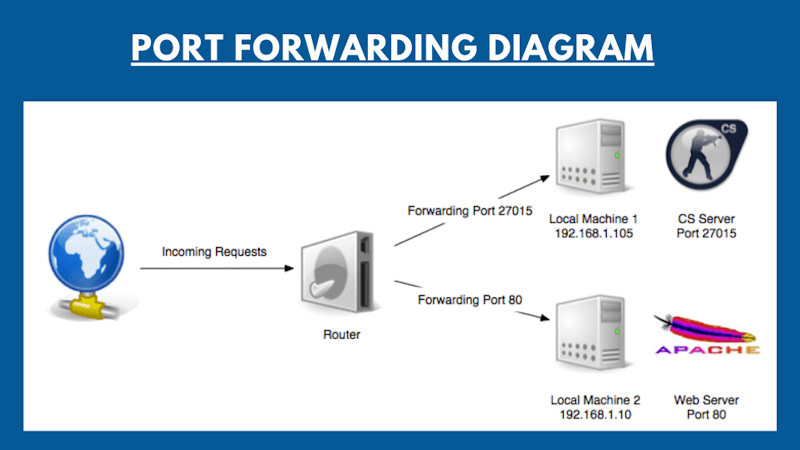 PORT FORWARDING DIAGRAM
CS
Forwarding Port 27015
Local Machine 1
192.168.1.105
CS Server
Port 27015
Incoming Requests
Router
Forwarding Port 80
APACHE
Local Machine 2
192.168.1.10
Web Server
Port 80